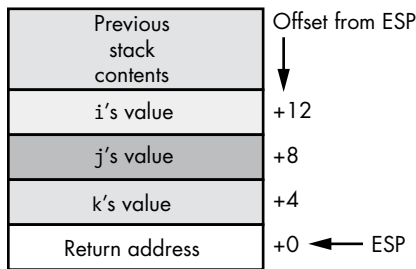 Previous
stack
contents
Offset from ESP
i's value
+12
j's value
+8
k's value
+4
Return address
+0
ESP